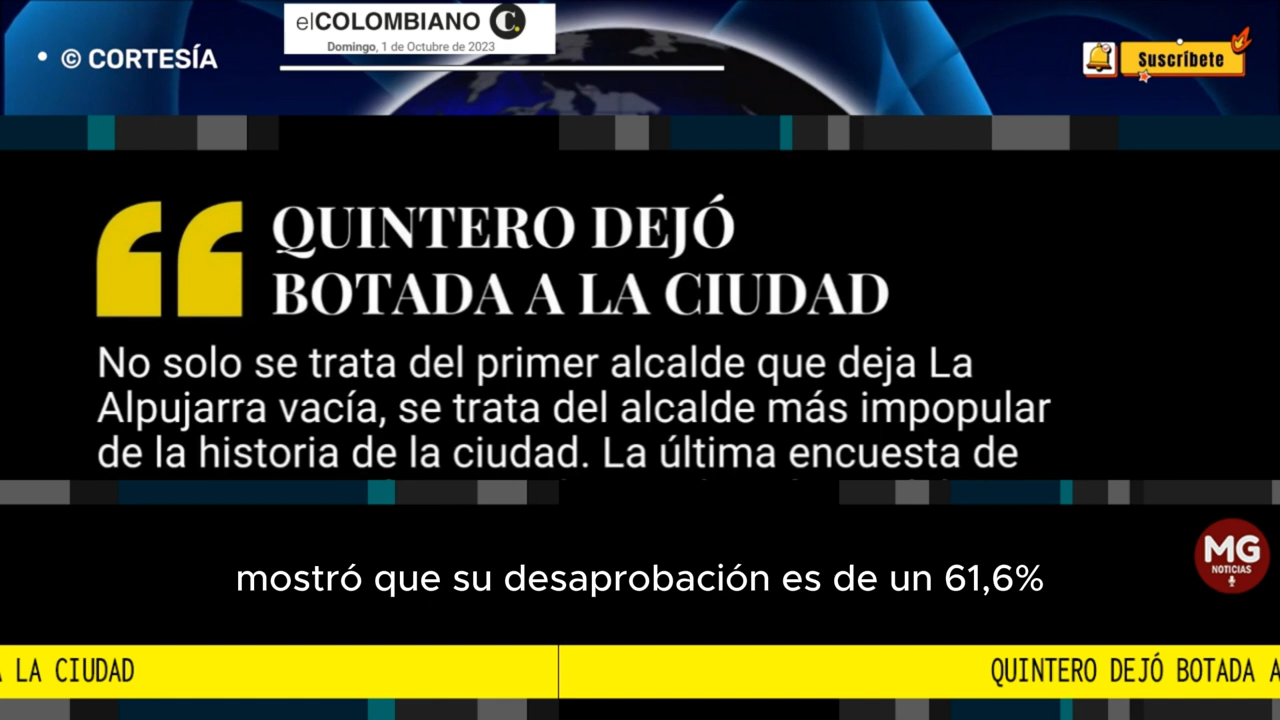 elCOLOMBIANO C.
Domingo, 1 de Octubre de 2023
• © CORTESÍA
Suscríbete
“ QUINTERO DEJÓ
BOTADA A LA CIUDAD
No solo se trata del primer alcalde que deja La
Alpujarra vacía, se trata del alcalde más impopular
de la historia de la ciudad. La última encuesta de
mostró que su desaprobación es de un 61,6%
MG
NOTICIAS
A LA CIUDAD
QUINTERO DEJÓ BOTADA A